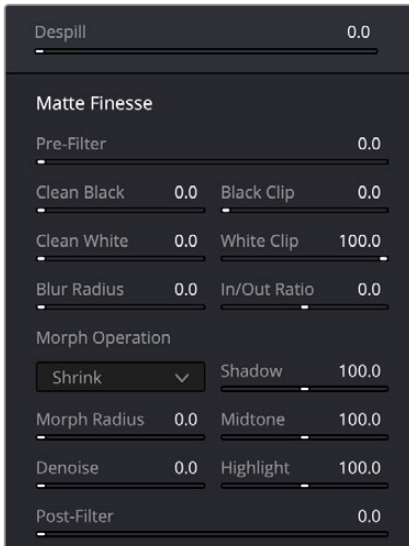 Despill 0.0
Matte Finesse
Pre-Filter 0.0
Clean Black 0.0 Black Clip 0.0
Clean White 0.0 White Clip 100.0
Blur Radius 0.0 In/Out Ratio 0.0
Morph Operation
Shrink Shadow 100.0
Morph Radius 0.0 Midtone 100.0
Denoise 0.0 Highlight 100.0
Post-Filter 0.0